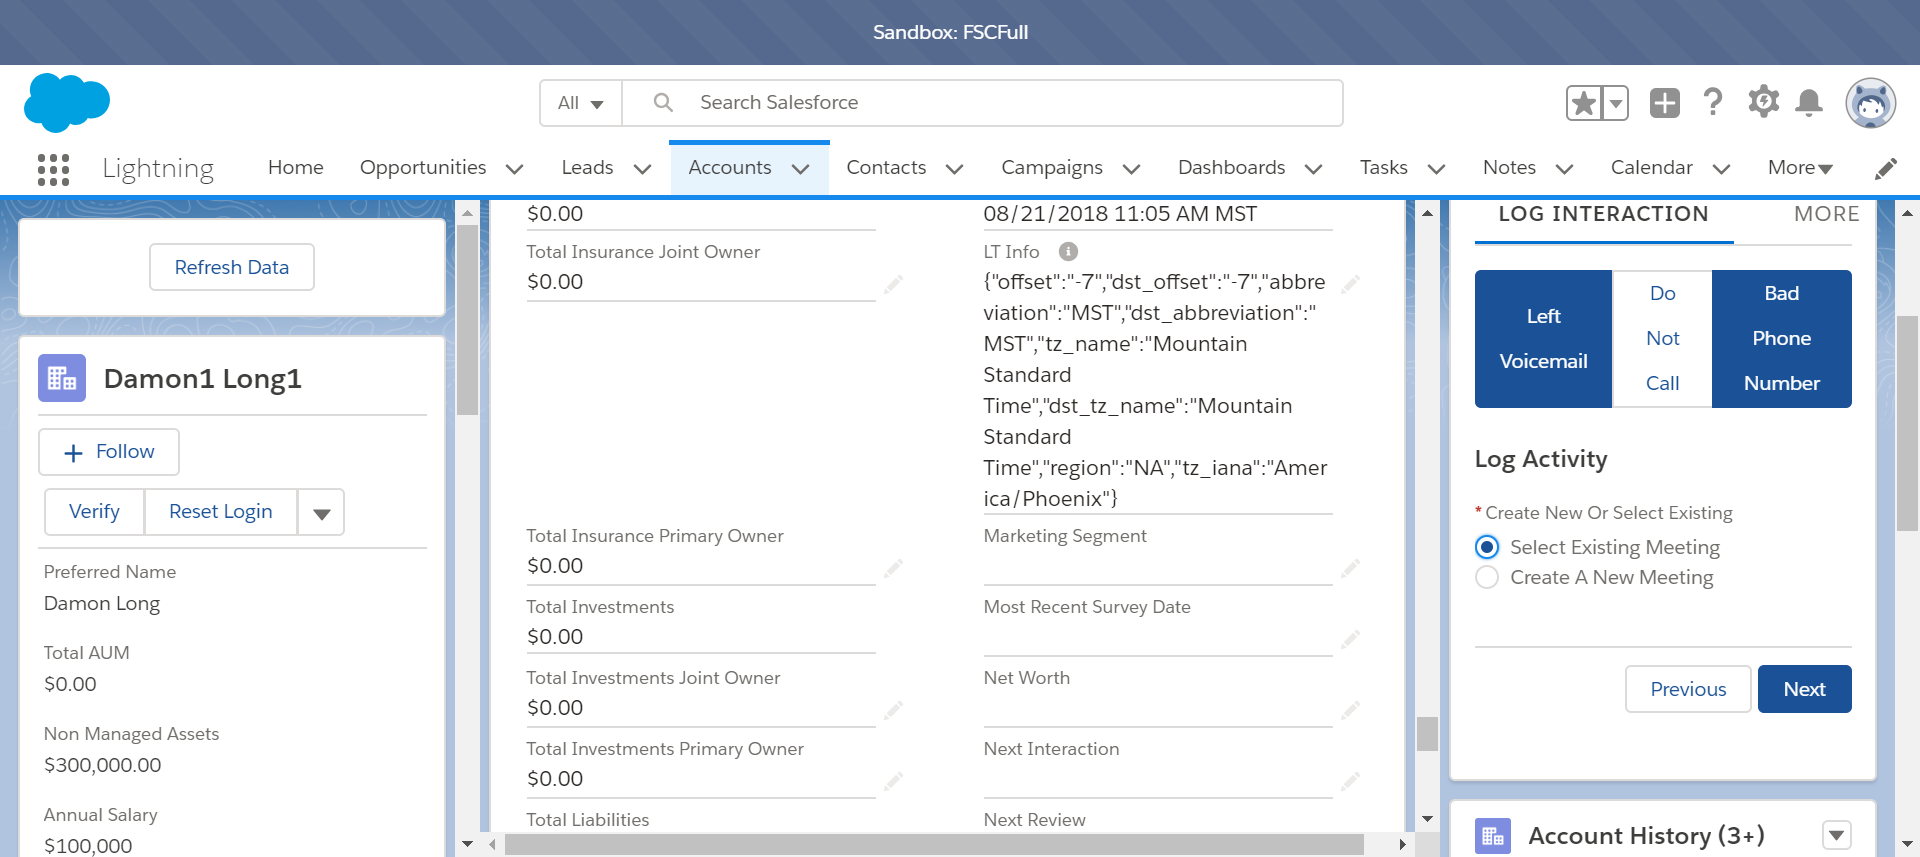 Sandbox: FSCFull
All
Search Salesforce
Lightning
Home
Opportunities
Leads
Accounts
Contacts
Campaigns
Dashboards
Tasks
Notes
Calendar
More
Refresh Data
Damon1 Long1
Follow
Verify
Reset Login
Preferred Name
Damon Long
Total AUM
$0.00
Non Managed Assets
$300,000.00
Annual Salary
$100,000
$0.00
Total Insurance Joint Owner
$0.00
Total Insurance Primary Owner
$0.00
Total Investments
$0.00
Total Investments Joint Owner
$0.00
Total Investments Primary Owner
$0.00
Total Liabilities
08/21/2018 11:05 AM MST
LT Info
{"offset":"-7","dst_offset":"-7","abbre
viation":"MST","dst_abbreviation":"
MST","tz_name":"Mountain
Standard
Time","dst_tz_name":"Mountain
Standard
Time","region":"NA","tz_iana":"Amer
ica/Phoenix"}
Marketing Segment
Most Recent Survey Date
Net Worth
Next Interaction
Next Review
LOG INTERACTION
MORE
Left
Voicemail
Do
Not
Call
Bad
Phone
Number
Log Activity
*Create New Or Select Existing
Select Existing Meeting
Create A New Meeting
Previous
Next
Account History (3+)